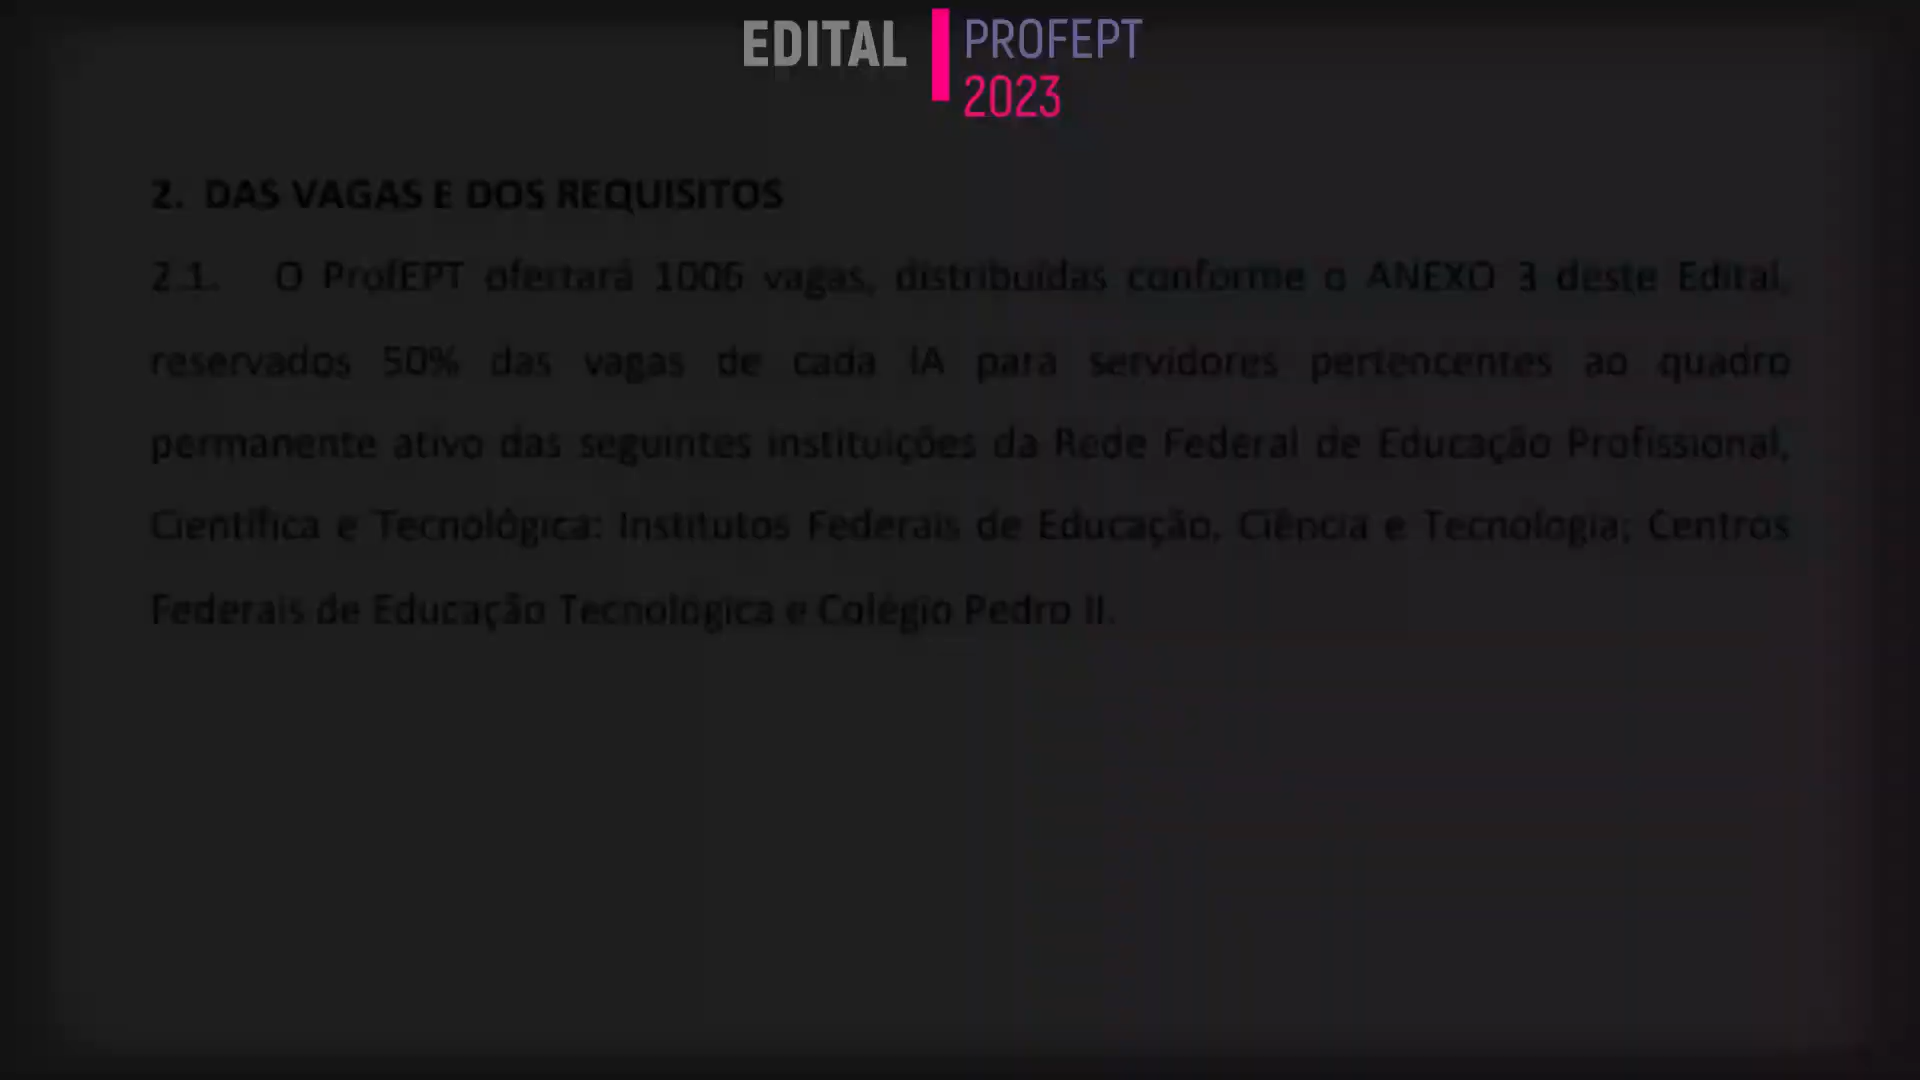 EDITAL
PROFEPT
2023
2. DAS VAGAS E DOS REQUISITOS
2.1. O ProfEPT ofertará 1006 vagas, distribuídas conforme o ANEXO 3 deste Edital,
reservados 50% das vagas de cada IA para servidores pertencentes ao quadro
permanente ativo das seguintes instituições da Rede Federal de Educação Profissional,
Científica e Tecnológica: Institutos Federais de Educação, Ciência e Tecnologia; Centros
Federais de Educação Tecnológica e Colégio Pedro II.